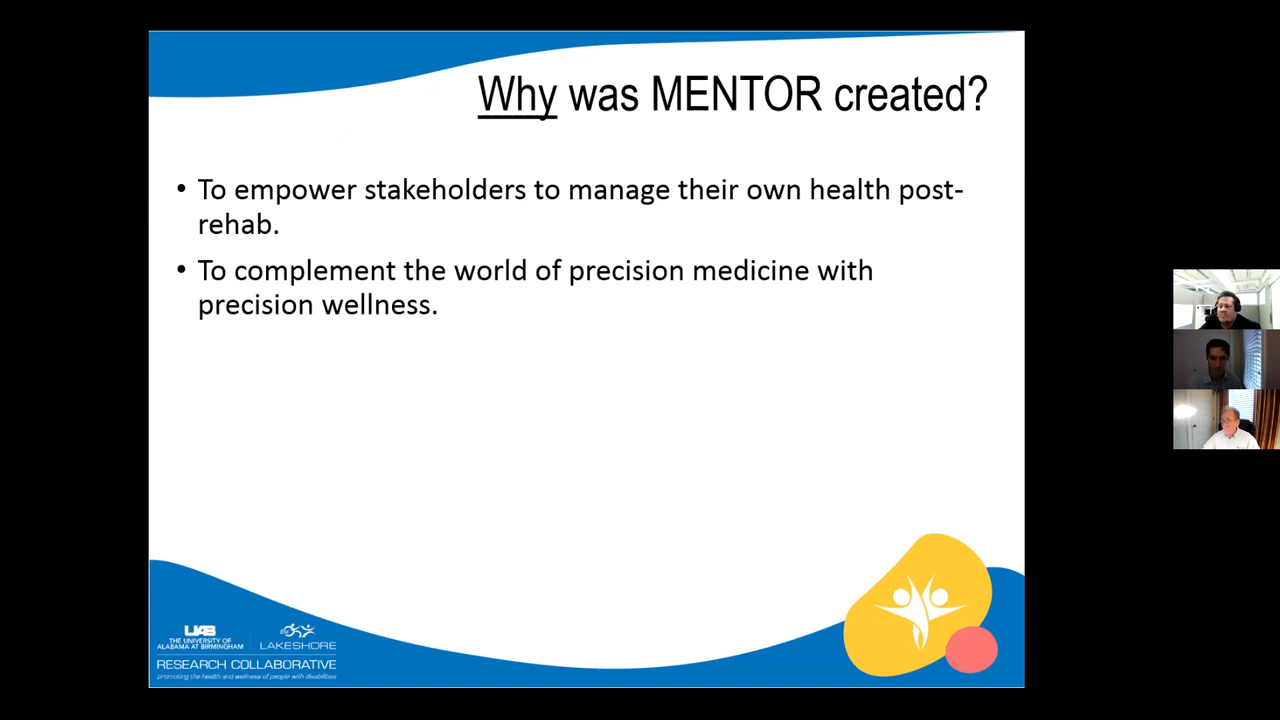 Why was MENTOR created?
• To empower stakeholders to manage their own health post-
rehab.
• To complement the world of precision medicine with
precision wellness.
UAB
THE UNIVERSITY OF
ALABAMA AT BIRMINGHAM
LAKESHORE
RESEARCH COLLABORATIVE
promoting the health and wellness of people with disabilities